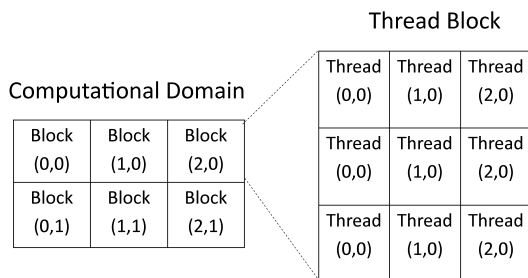 Thread Block
Computational Domain
Block Block Block
(0,0) (1,0) (2,0)
Block Block Block
(0,1) (1,1) (2,1)
Thread Thread Thread
(0,0) (1,0) (2,0)
Thread Thread Thread
(0,0) (1,0) (2,0)
Thread Thread Thread
(0,0) (1,0) (2,0)